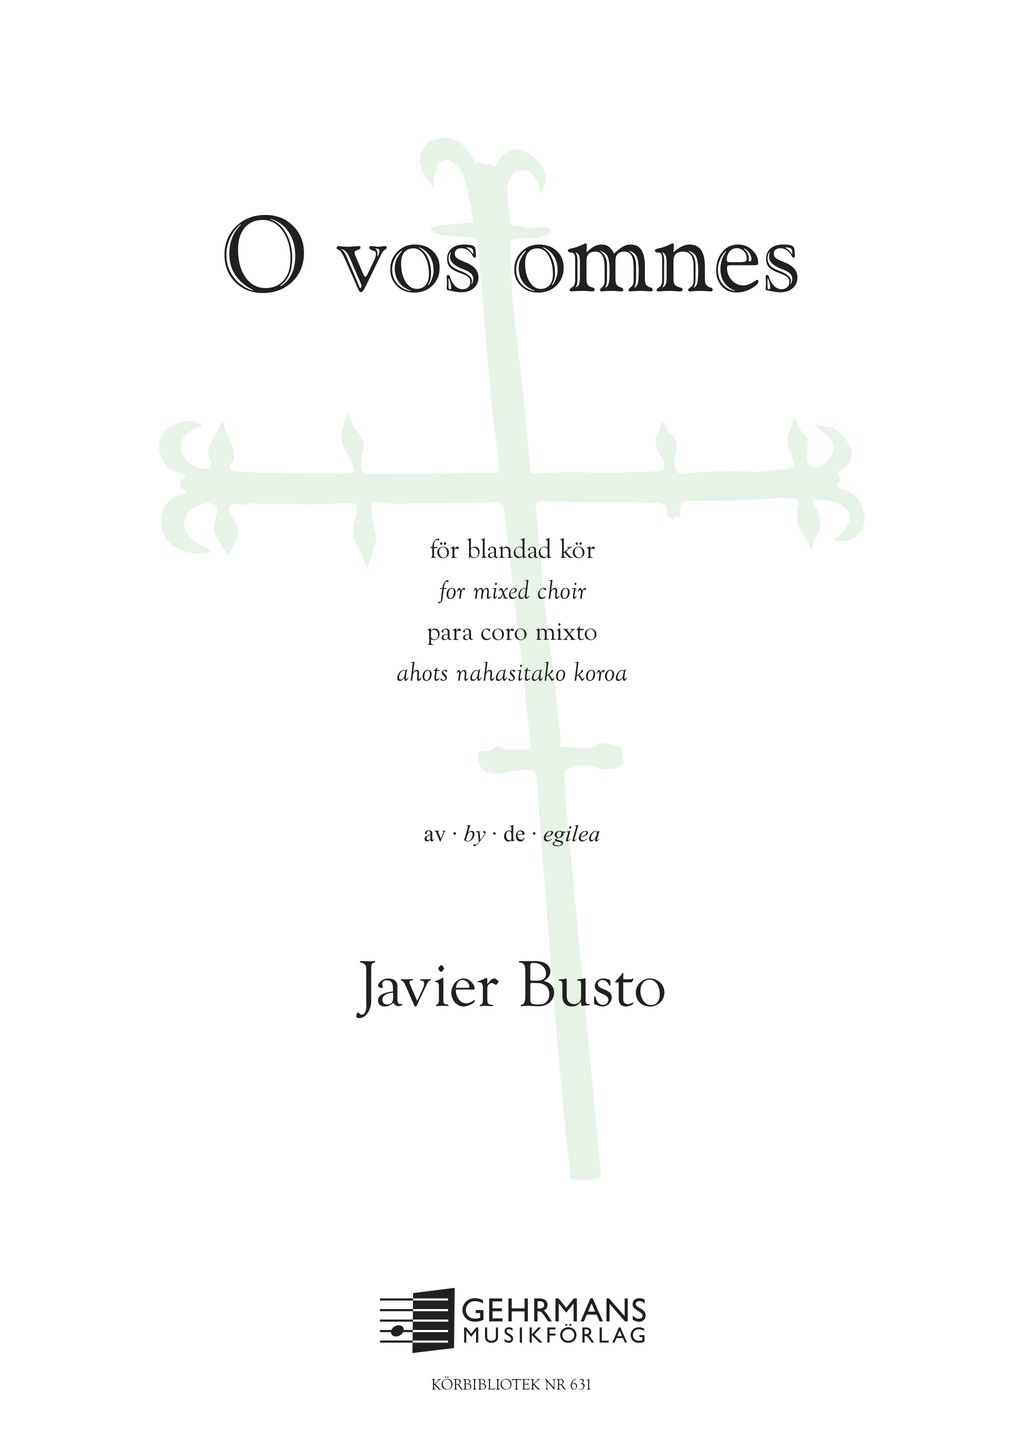 O vos omnes
för blandad kör
for mixed choir
para coro mixto
ahots nahasitako koroa
av · by · de · egilea
Javier Busto
GEHRMANS
MUSIKFÖRLAG
KÖRBIBLIOTEK NR 631